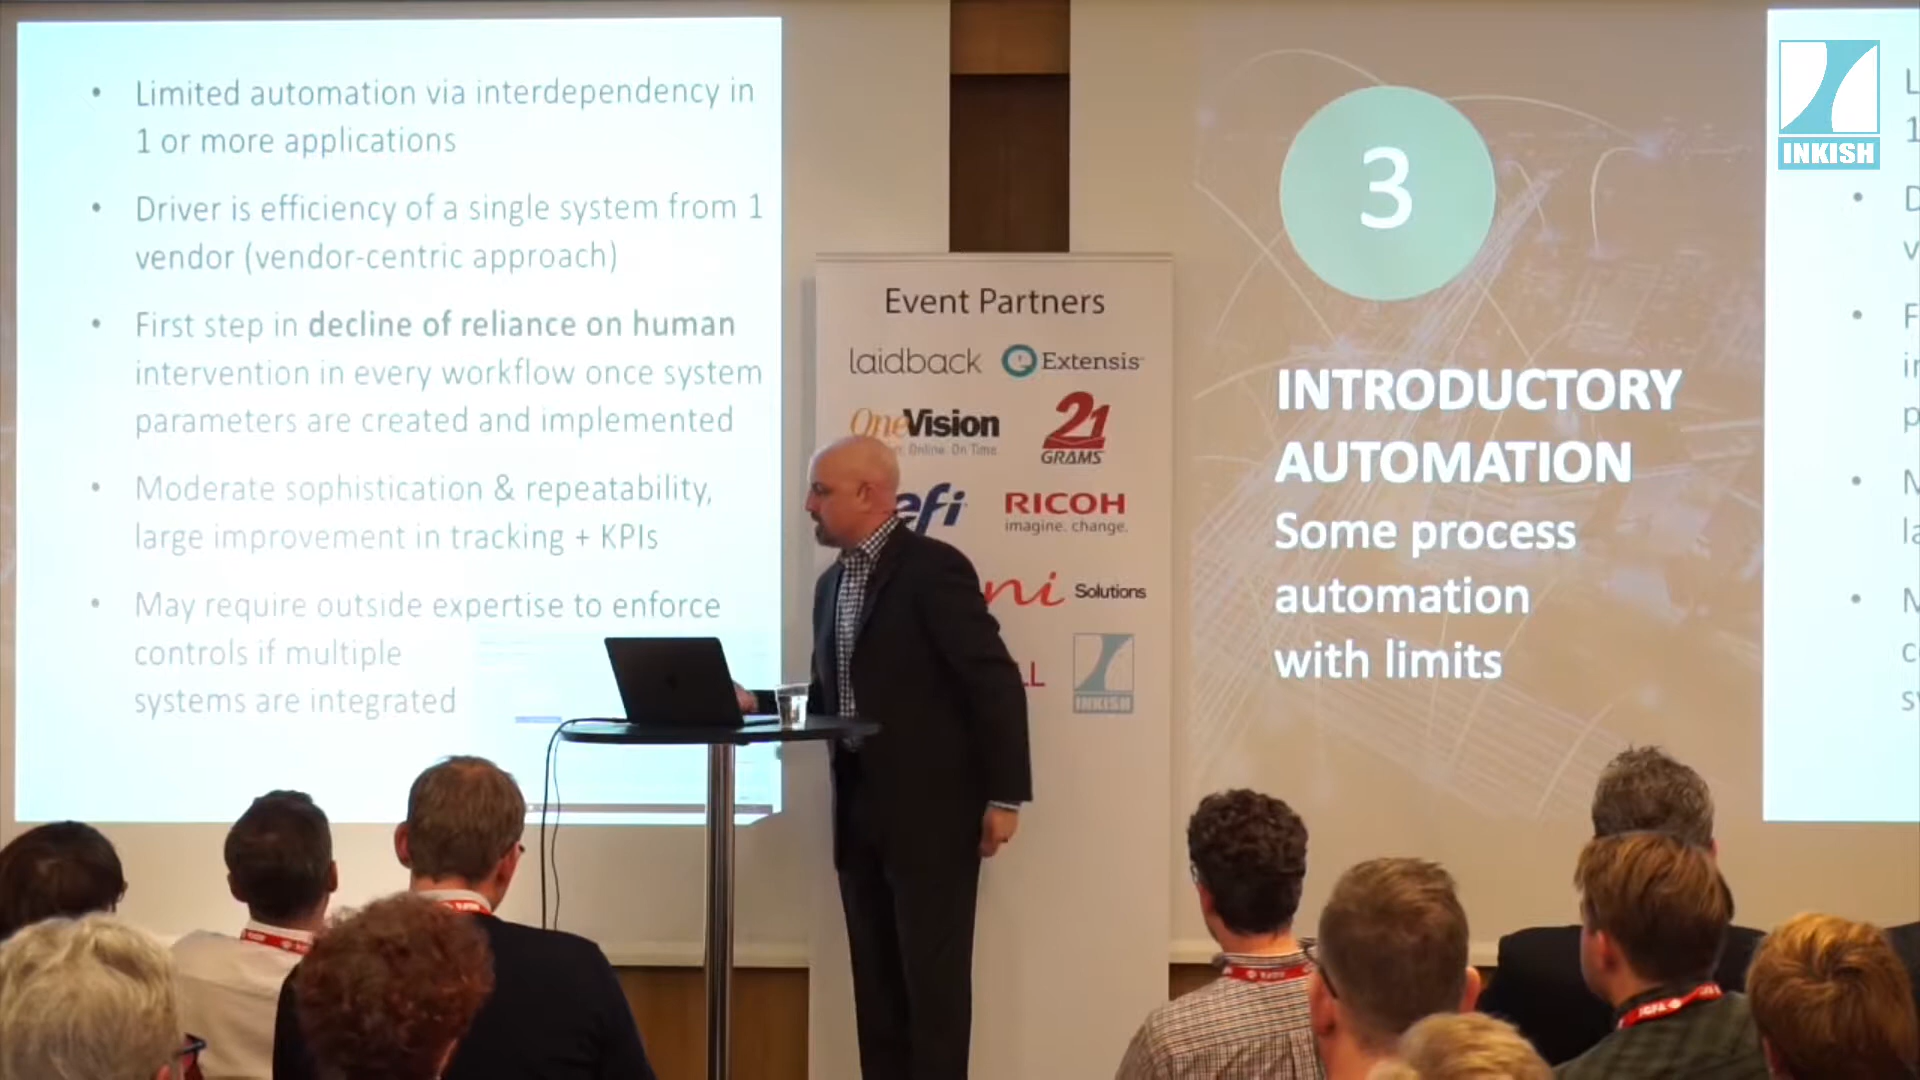 • Limited automation via interdependency in
1 or more applications
• Driver is efficiency of a single system from 1
vendor (vendor-centric approach)
• First step in decline of reliance on human
intervention in every workflow once system
parameters are created and implemented
• Moderate sophistication & repeatability,
large improvement in tracking + KPIs
• May require outside expertise to enforce
controls if multiple
systems are integrated
Event Partners
laidback
Extensis
OneVision
Online. On Time.
21
GRAMS
efi
RICOH
imagine. change.
Solutions
INKISH
3
INTRODUCTORY
AUTOMATION
Some process
automation
with limits
INKISH